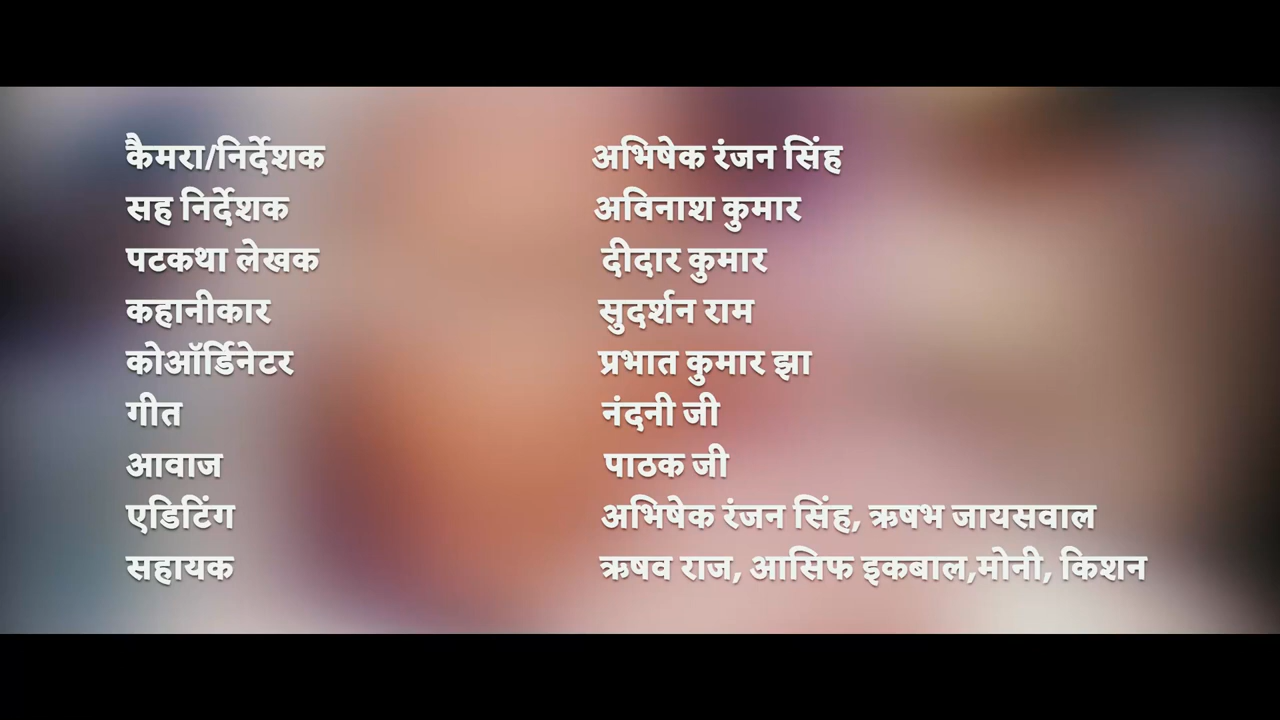 कैमरा/निर्देशक अभिषेक रंजन सिंह
सह निर्देशक अविनाश कुमार
पटकथा लेखक दीदार कुमार
कहानीकार सुदर्शन राम
कोऑर्डिनेटर प्रभात कुमार झा
गीत नंदनी जी
आवाज पाठक जी
एडिटिंग अभिषेक रंजन सिंह, ऋषभ जायसवाल
सहायक ऋषव राज, आसिफ इकबाल,मोनी, किशन